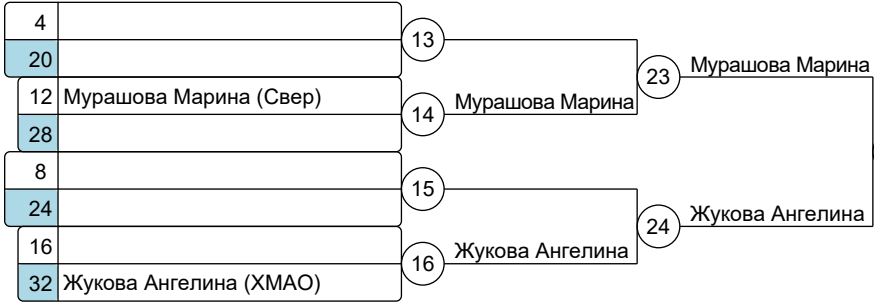 4
13
20
23 Мурашова Марина
12 Мурашова Марина (Свер)
14 Мурашова Марина
28
8
15
24
24 Жукова Ангелина
16
16 Жукова Ангелина
32 Жукова Ангелина (ХМАО)